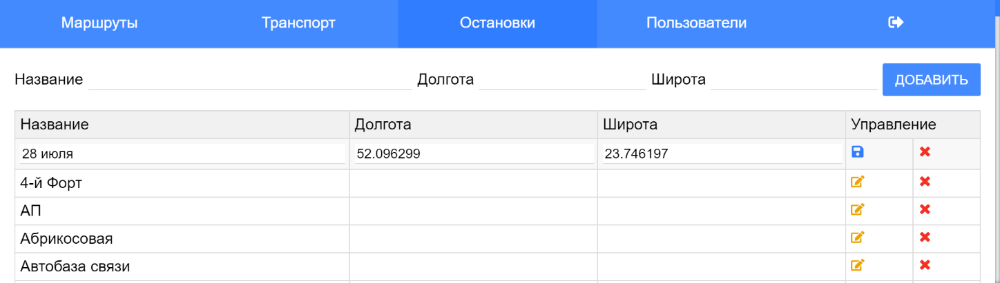 Маршруты Транспорт Остановки Пользователи
Название Долгота Широта ДОБАВИТЬ
Название Долгота Широта Управление
28 июля 52.096299 23.746197
4-й Форт
АП
Абрикосовая
Автобаза связи